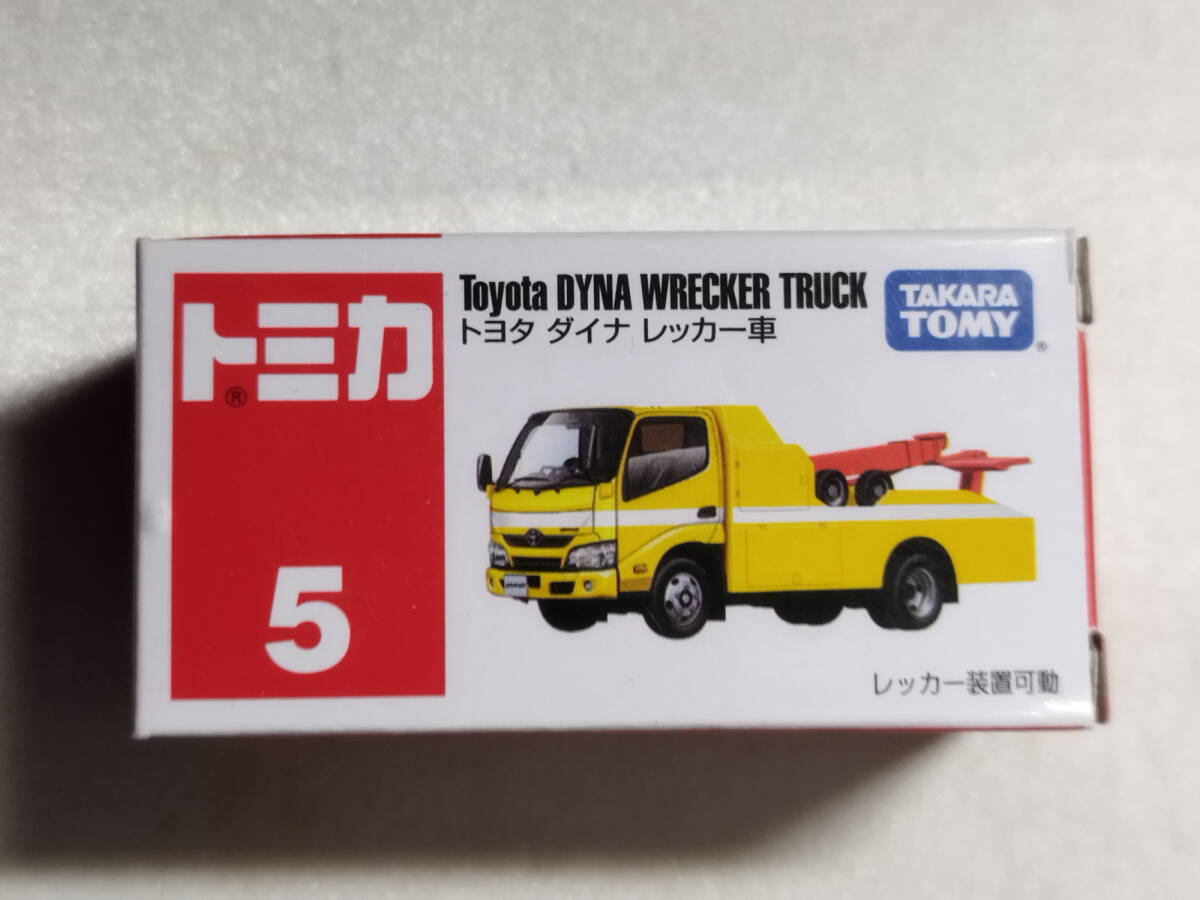 トミカ®
5
Toyota DYNA WRECKER TRUCK
トヨタ ダイナ レッカー車
TAKARA
TOMY®
レッカー装置可動